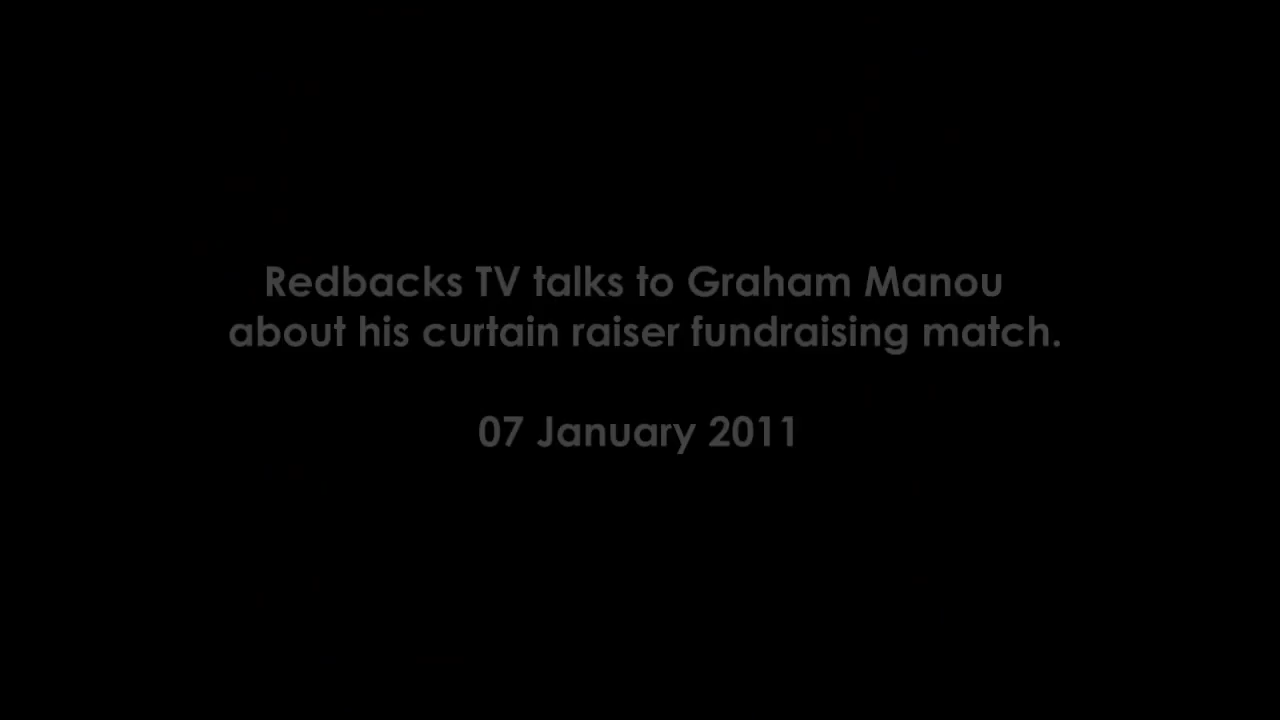 Redbacks TV talks to Graham Manou
about his curtain raiser fundraising match.
07 January 2011